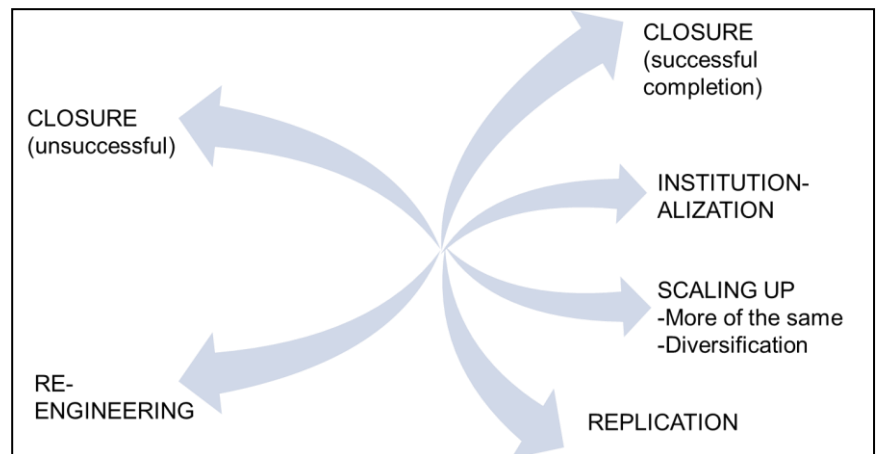 CLOSURE
(successful
completion)
CLOSURE
(unsuccessful)
INSTITUTION-
ALIZATION
SCALING UP
-More of the same
-Diversification
RE-
ENGINEERING
REPLICATION